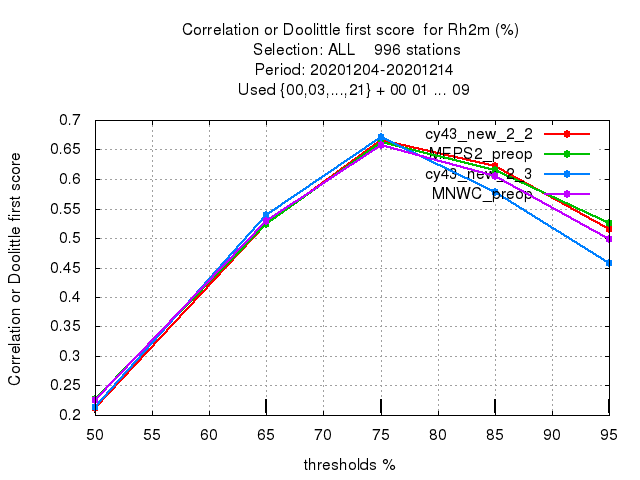 Correlation or Doolittle first score for Rh2m (%)
Selection: ALL 996 stations
Period: 20201204-20201214
Used {00,03,...,21} + 00 01 ... 09
Correlation or Doolittle first score
0.7
0.65
0.6
0.55
0.5
0.45
0.4
0.35
0.3
0.25
0.2
cy43_new_2_2
MEPS2_preop
cy43_new_2_3
MNWC_preop
50 55 60 65 70 75 80 85 90 95
thresholds %